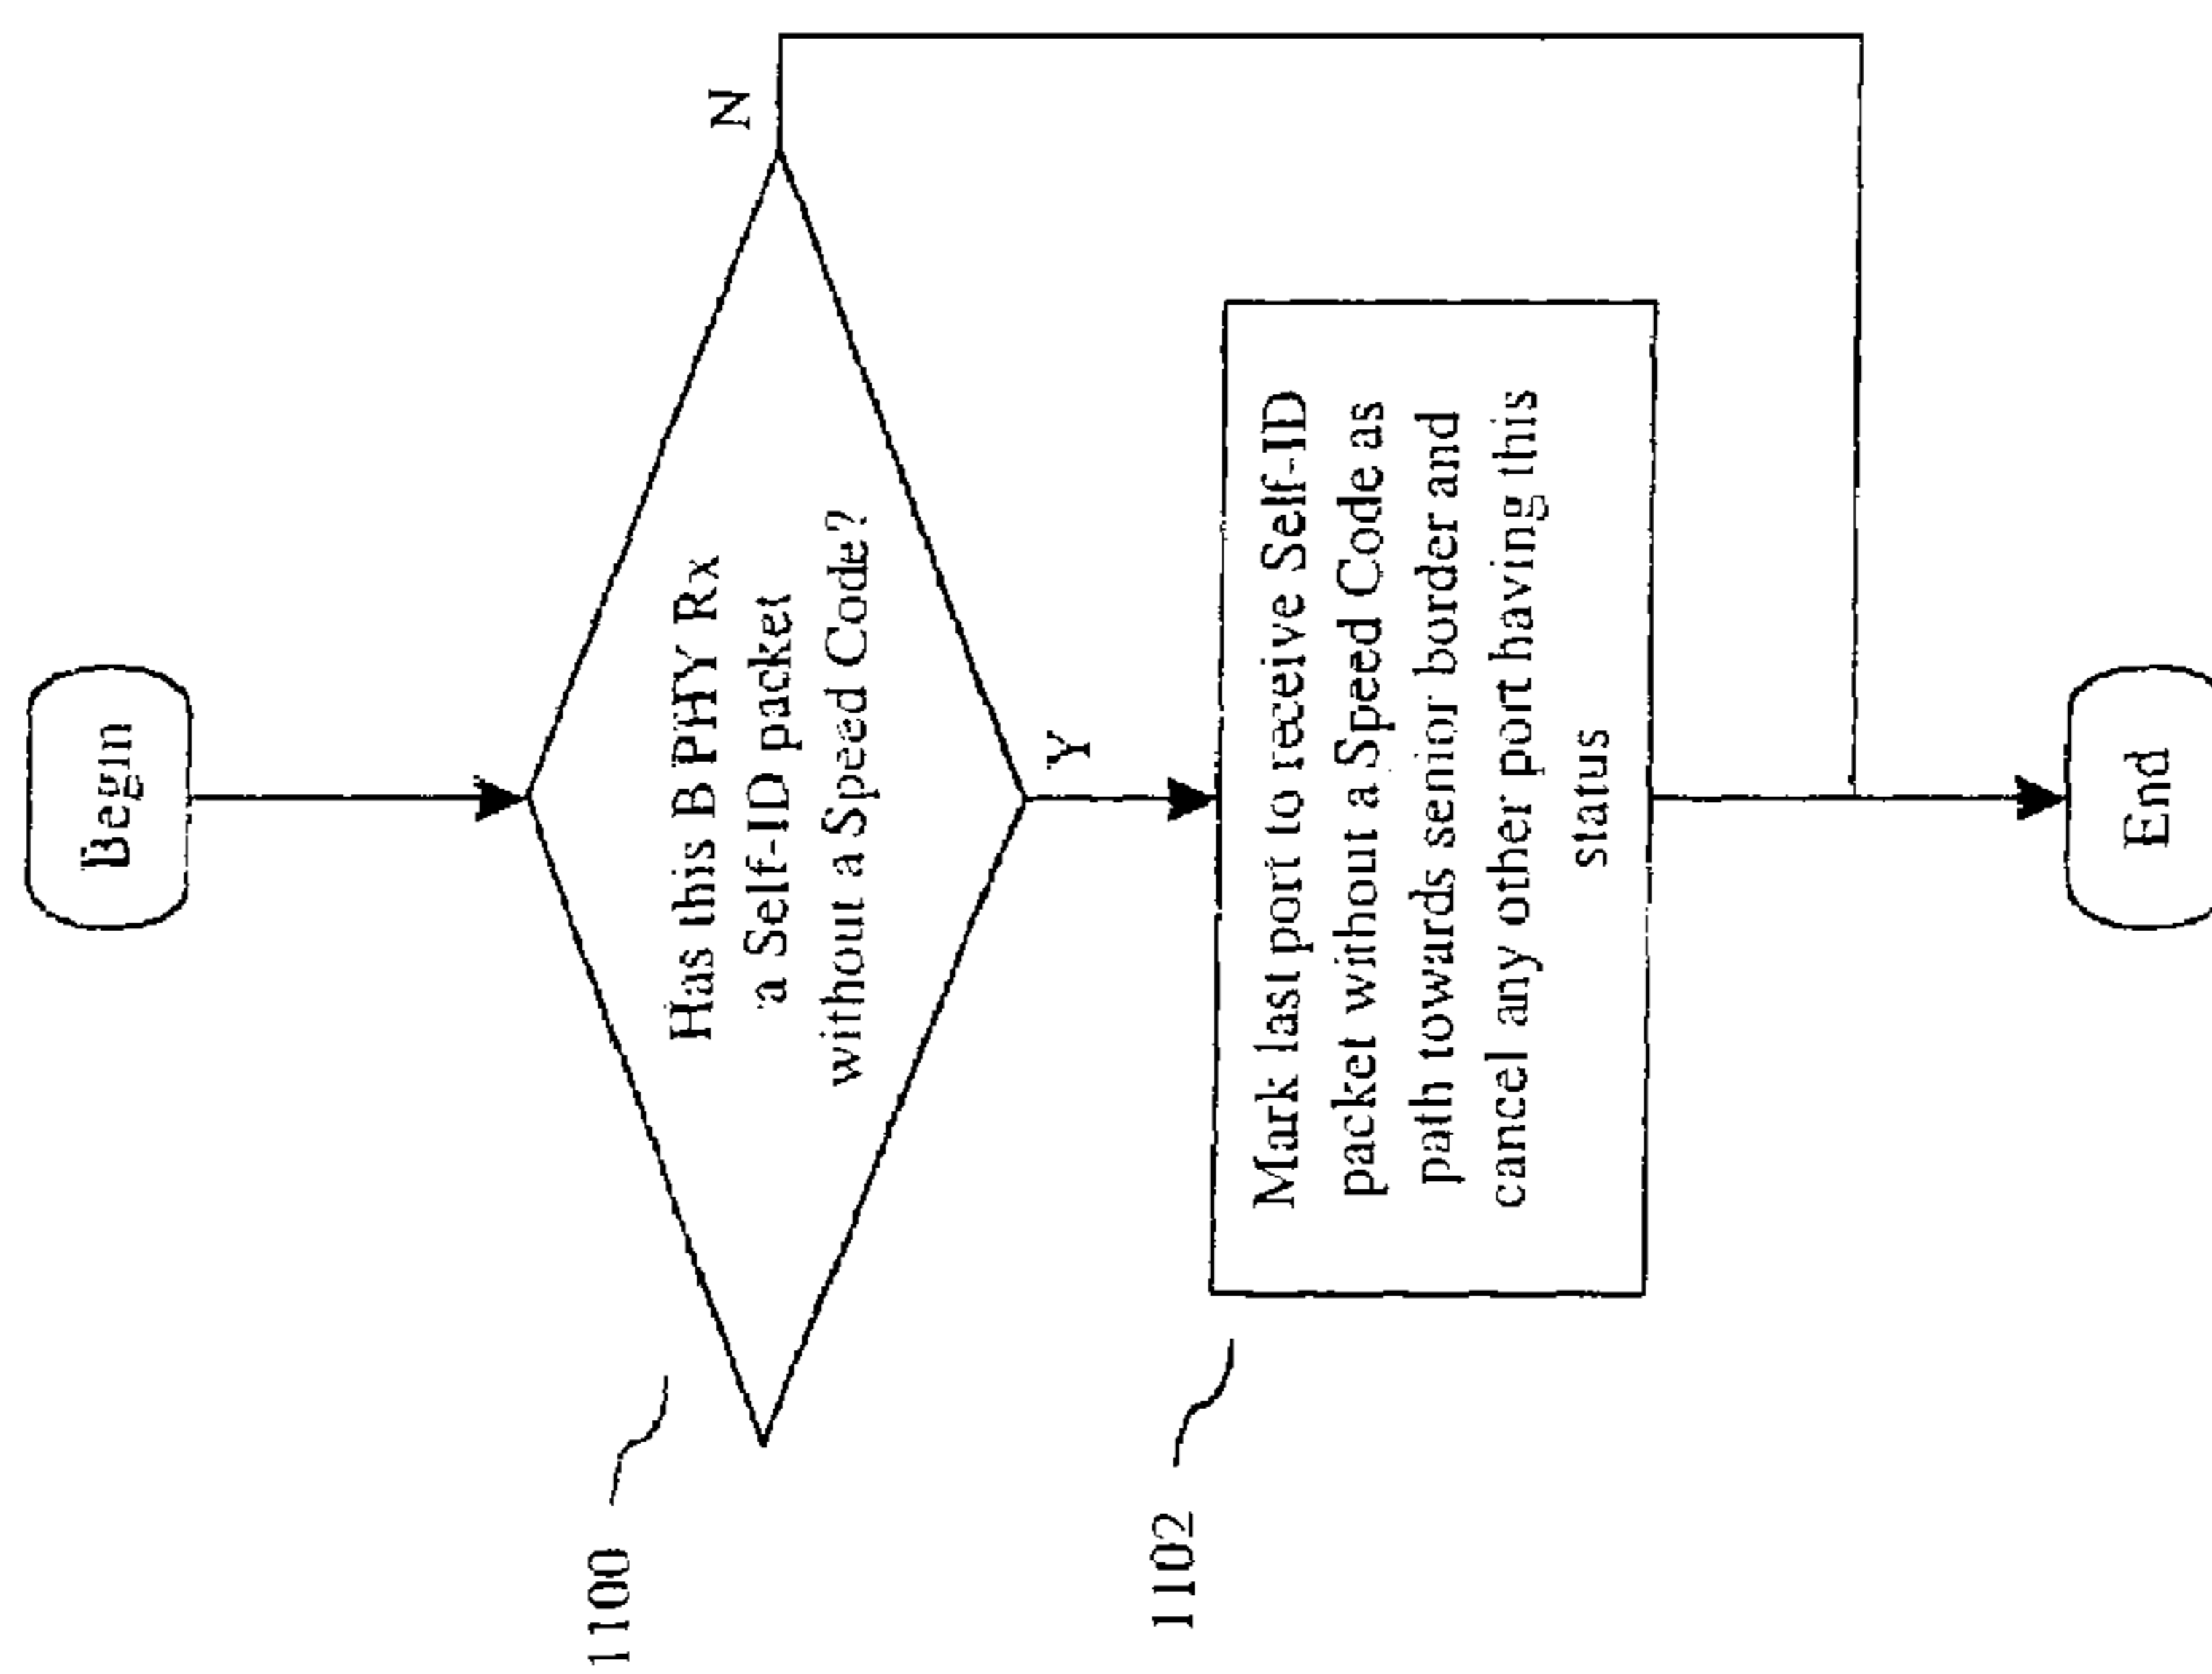 Begin
1100
Has this B PHY Rx
a Self-ID packet
without a Speed Code?
N
Y
1102
Mark last port to receive Self-ID
packet without a Speed Code as
path towards senior border and
cancel any other port having this
status
End